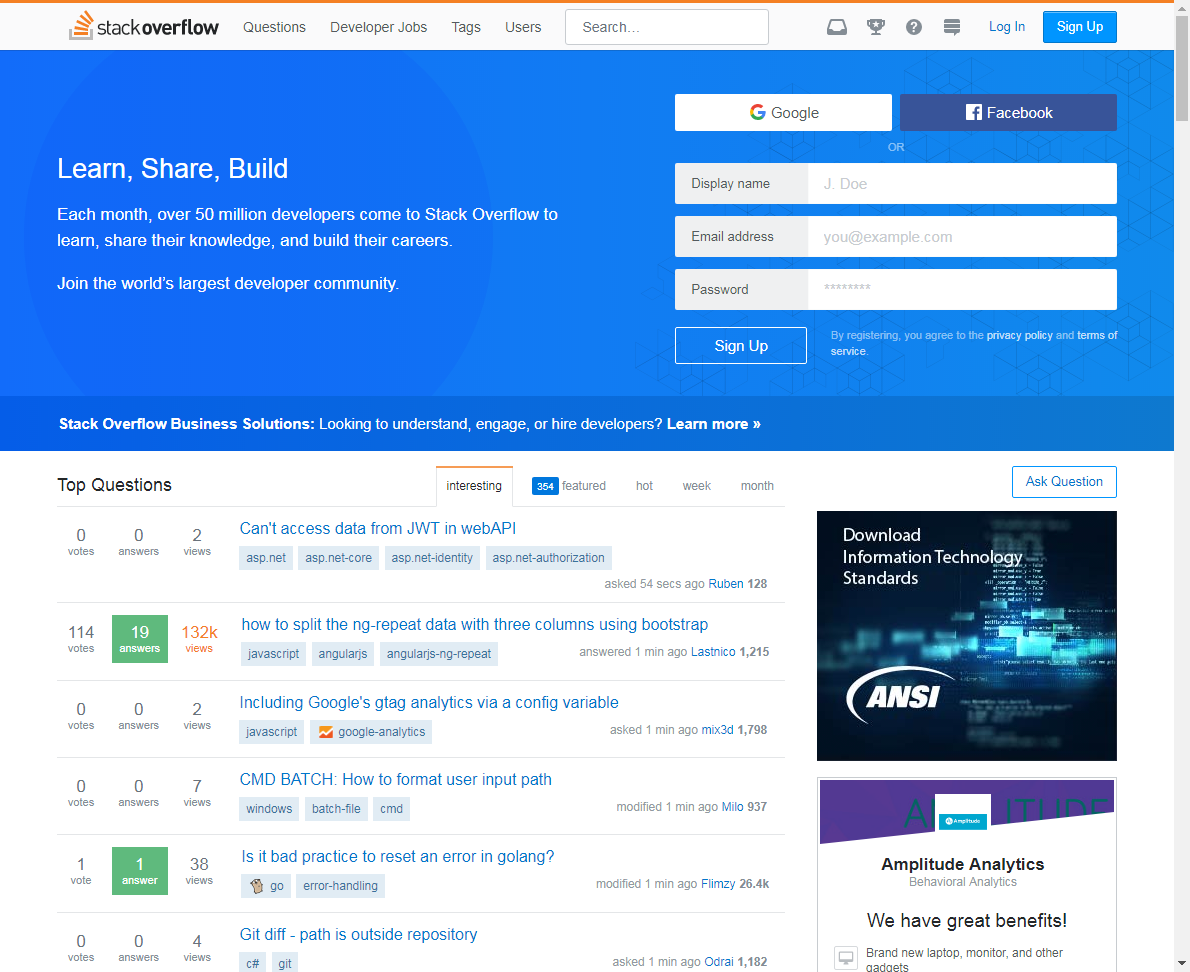 stackoverflow Questions Developer Jobs Tags Users Search... Log In Sign Up
Google Facebook
OR
Learn, Share, Build
Each month, over 50 million developers come to Stack Overflow to
learn, share their knowledge, and build their careers.
Join the world's largest developer community.
Display name J. Doe
Email address you@example.com
Password ********
Sign Up
By registering, you agree to the privacy policy and terms of
service.
Stack Overflow Business Solutions: Looking to understand, engage, or hire developers? Learn more »
Top Questions interesting 354 featured hot week month
Ask Question
0 votes 0 answers 2 views
Can't access data from JWT in webAPI
asp.net asp.net-core asp.net-identity asp.net-authorization
asked 54 secs ago Ruben 128
114 votes 19 answers 132k views
how to split the ng-repeat data with three columns using bootstrap
javascript angularjs angularjs-ng-repeat
answered 1 min ago Lastnico 1,215
0 votes 0 answers 2 views
Including Google's gtag analytics via a config variable
javascript google-analytics
asked 1 min ago mix3d 1,798
0 votes 0 answers 7 views
CMD BATCH: How to format user input path
windows batch-file cmd
modified 1 min ago Milo 937
1 vote 1 answer 38 views
Is it bad practice to reset an error in golang?
go error-handling
modified 1 min ago Flimzy 26.4k
0 votes 0 answers 4 views
Git diff - path is outside repository
c# git
asked 1 min ago Odrai 1,182
Download
Information Technology
Standards
ANSI
Amplitude
Amplitude Analytics
Behavioral Analytics
We have great benefits!
Brand new laptop, monitor, and other
gadgets